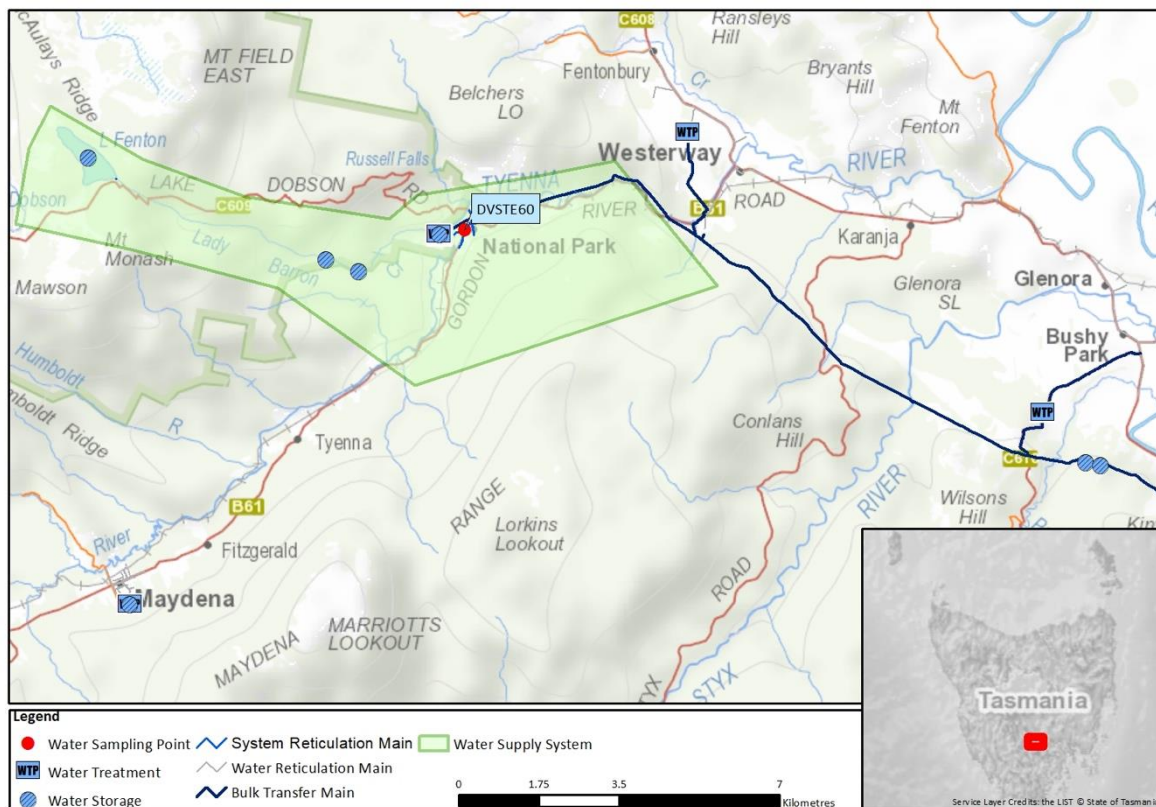 C608
Ransleys
Hill
Fentonbury
Cr
Bryants
Hill
Mt
Fenton
MT FIELD
EAST
Belchers
LO
Aulays Ridge
L Fenton
Russell Falls
WTP
Westerway
RIVER
Dobson
LAKE
DOBSON
RD
TYENNA
C609
DVSTE60
RIVER
B61
ROAD
Lady
Barron
Mt
Monash
National Park
Karanja
Mawson
GORDON
Glenora
SL
Glenora
Bushy
Park
Humboldt
R
Humboldt Ridge
WTP
Tyenna
Conlans
Hill
RANGE
B61
RIVER
Wilsons
Hill
Lorkins
Lookout
River
Fitzgerald
ROAD
Maydena
MARRIOTTS
LOOKOUT
MAYDENA
STYX
STYX
Tasmania
Legend
Water Sampling Point
System Reticulation Main
Water Supply System
WTP
Water Treatment
Water Reticulation Main
Water Storage
Bulk Transfer Main
0 1.75 3.5 7
Kilometres
Service Layer Credits: the LIST © State of Tasmania